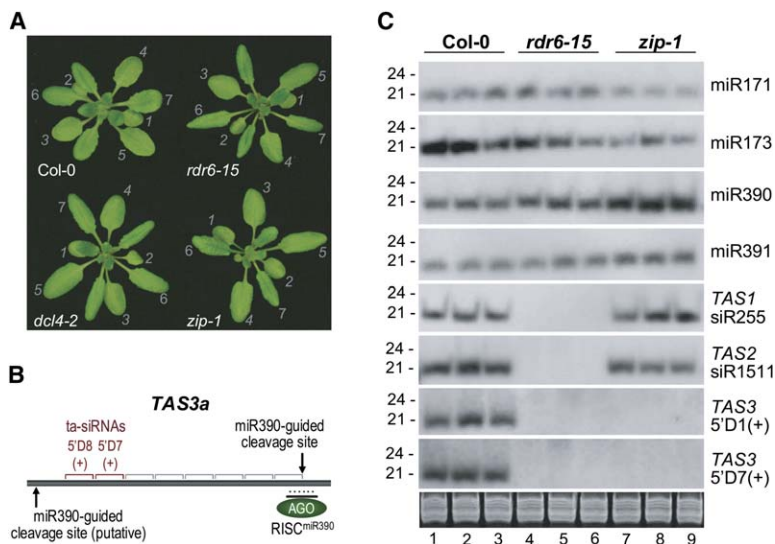 A
4
2
6
7
1
3
5
Col-0
5
3
1
6
2
7
4
rdr6-15
4
7
1
2
5
6
3
dcl4-2
3
1
6
5
2
4
7
zip-1
B
TAS3a
ta-siRNAs
5'D8 5'D7
(+) (+)
miR390-guided
cleavage site
miR390-guided
cleavage site (putative)
AGO
RISCmiR390
C
Col-0 rdr6-15 zip-1
24 -
21 -
miR171
24 -
21 -
miR173
24 -
21 -
miR390
24 -
21 -
miR391
24 -
21 -
TAS1
siR255
24 -
21 -
TAS2
siR1511
24 -
21 -
TAS3
5'D1(+)
24 -
21 -
TAS3
5'D7(+)
1 2 3 4 5 6 7 8 9